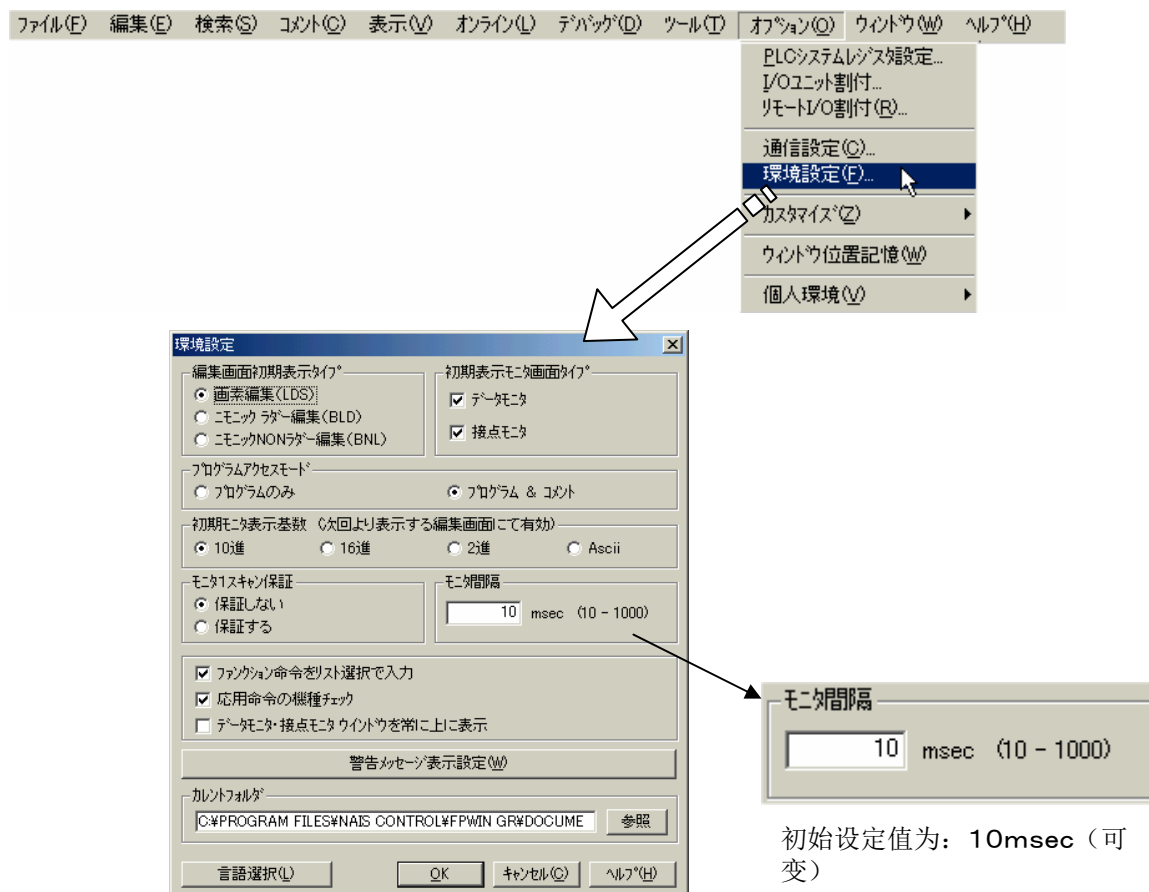 ﾌｧｲﾙ(F) 編集(E) 検索(S) ｺﾒﾝﾄ(C) 表示(V) ｵﾝﾗｲﾝ(L) ﾃﾞﾊﾞｯｸﾞ(D) ﾂｰﾙ(T) ｵﾌﾟｼｮﾝ(O) ｳｨﾝﾄﾞｳ(W) ﾍﾙﾌﾟ(H)
PLCｼｽﾃﾑﾚｼﾞｽﾀ設定...
I/Oﾕﾆｯﾄ割付...
ﾘﾓｰﾄI/O割付(R)...
通信設定(C)...
環境設定(F)...
ｶｽﾀﾏｲｽﾞ(Z)
ｳｨﾝﾄﾞｳ位置記憶(W)
個人環境(V)
環境設定
編集画面初期表示ﾀｲﾌﾟ
画素編集(LDS)
ﾆﾓﾆｯｸ ﾗﾀﾞｰ編集(BLD)
ﾆﾓﾆｯｸNONﾗﾀﾞｰ編集(BNL)
初期表示ﾓﾆﾀ画面ﾀｲﾌﾟ
ﾃﾞｰﾀﾓﾆﾀ
接点ﾓﾆﾀ
ﾌﾟﾛｸﾞﾗﾑｱｸｾｽﾓｰﾄﾞ
ﾌﾟﾛｸﾞﾗﾑのみ ﾌﾟﾛｸﾞﾗﾑ & ｺﾒﾝﾄ
初期ﾓﾆﾀ表示基数 (次回より表示する編集画面にて有効)
10進 16進 2進 Ascii
ﾓﾆﾀ1ｽｷｬﾝ保証
保証しない
保証する
ﾓﾆﾀ間隔
10 msec (10 - 1000)
ﾌｧﾝｸｼｮﾝ命令をﾘｽﾄ選択で入力
応用命令の機種ﾁｪｯｸ
ﾃﾞｰﾀﾓﾆﾀ･接点ﾓﾆﾀ ｳｲﾝﾄﾞｳを常に上に表示
警告ﾒｯｾｰｼﾞ表示設定(W)
ｶﾚﾝﾄﾌｫﾙﾀﾞ
C:¥PROGRAM FILES¥NAIS CONTROL¥FPWIN GR¥DOCUME 参照
言語選択(L) OK ｷｬﾝｾﾙ(C) ﾍﾙﾌﾟ(H)
ﾓﾆﾀ間隔
10 msec (10 - 1000)
初始设定值为：10msec（可
变）